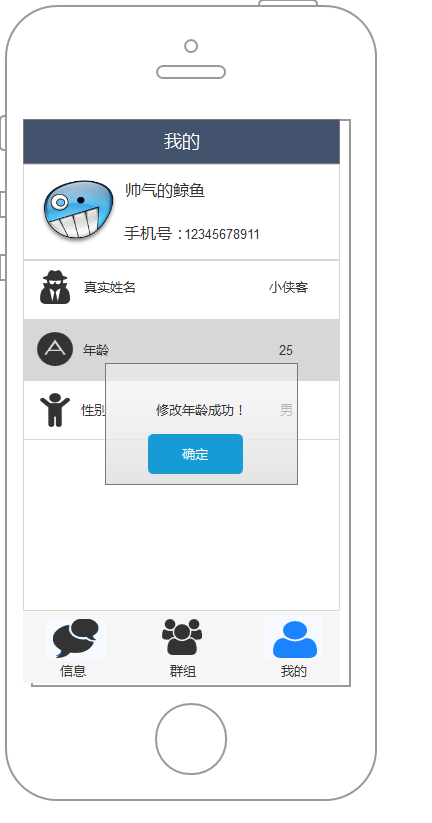 我的
帅气的鲸鱼
手机号：12345678911
真实姓名 小侠客
年龄 25
性别 男
修改年龄成功！
确定
信息 群组 我的